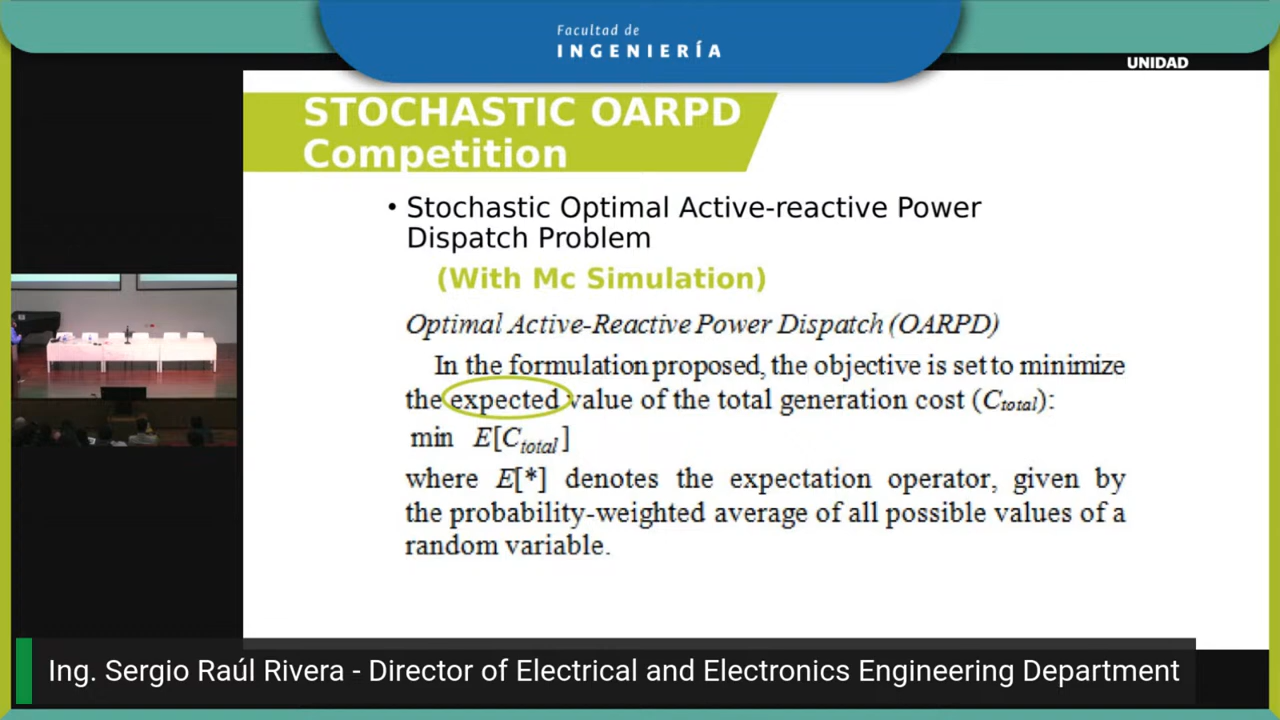 Facultad de
INGENIERÍA
UNIDAD
STOCHASTIC OARPD
Competition
• Stochastic Optimal Active-reactive Power
Dispatch Problem
(With Mc Simulation)
Optimal Active-Reactive Power Dispatch (OARPD)
In the formulation proposed, the objective is set to minimize
the expected value of the total generation cost (Ctotal):
min E[Ctotal]
where E[*] denotes the expectation operator, given by
the probability-weighted average of all possible values of a
random variable.
Ing. Sergio Raúl Rivera - Director of Electrical and Electronics Engineering Department